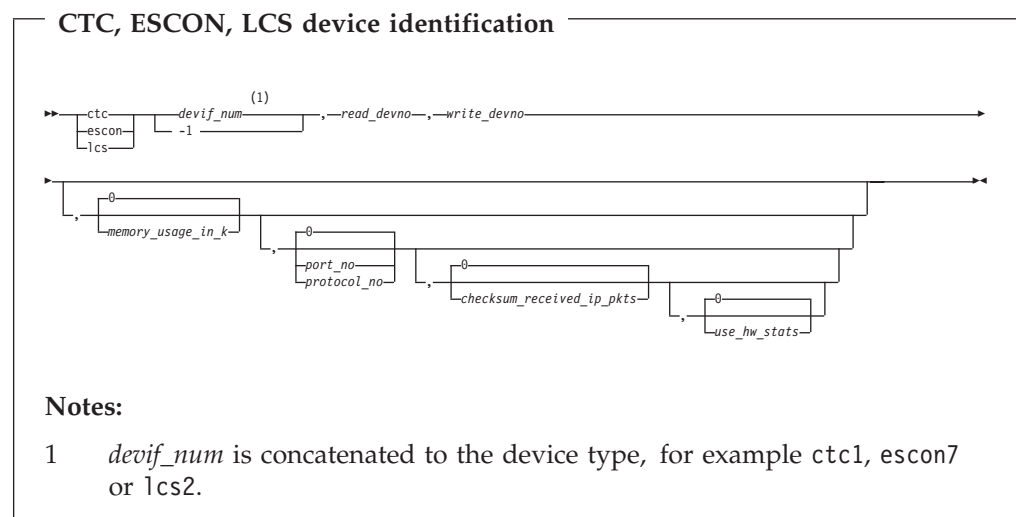 CTC, ESCON, LCS device identification
(1)
ctc devif_num , read_devno , write_devno
escon -1
lcs
0
, memory_usage_in_k
0
, port_no
protocol_no
0
, checksum_received_ip_pkts
0
, use_hw_stats
Notes:
1 devif_num is concatenated to the device type, for example ctc1, escon7
or lcs2.